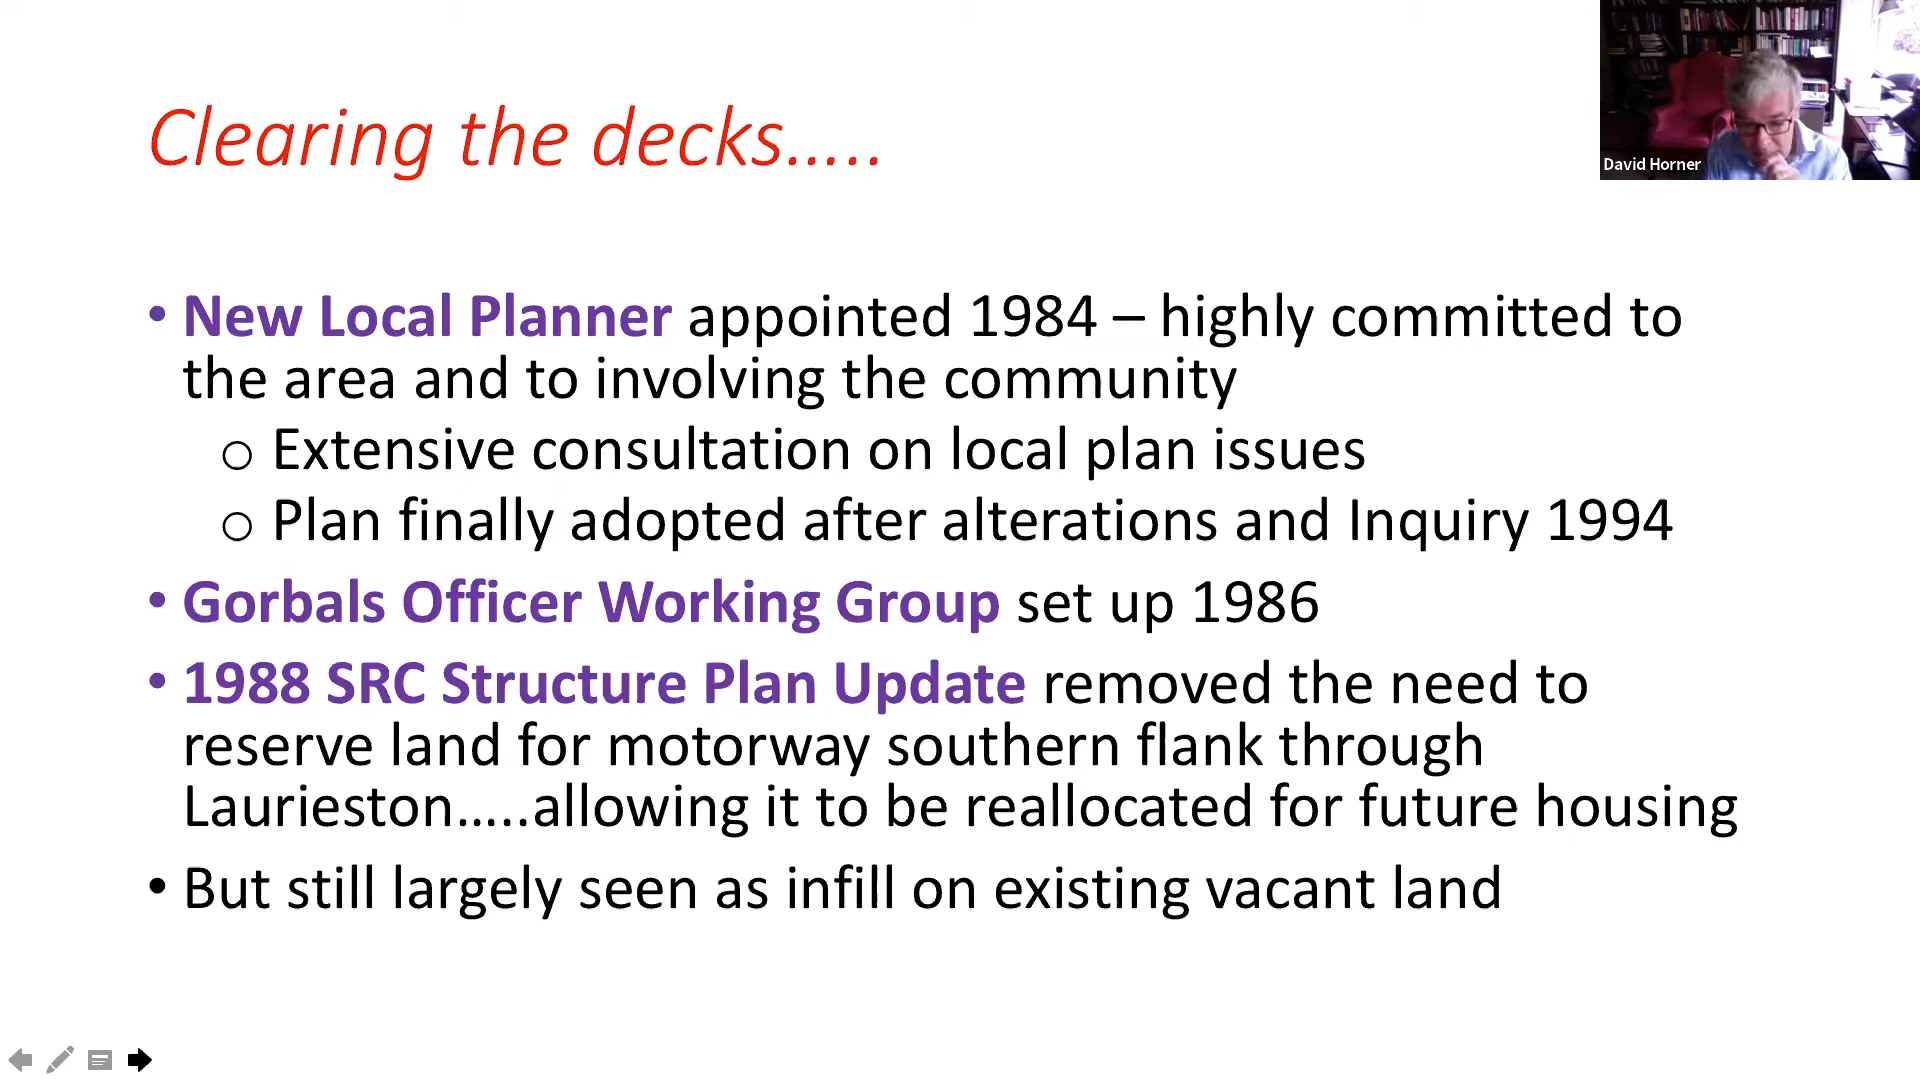 Clearing the decks.....
David Horner
• New Local Planner appointed 1984 – highly committed to
the area and to involving the community
o Extensive consultation on local plan issues
o Plan finally adopted after alterations and Inquiry 1994
• Gorbals Officer Working Group set up 1986
• 1988 SRC Structure Plan Update removed the need to
reserve land for motorway southern flank through
Laurieston…..allowing it to be reallocated for future housing
• But still largely seen as infill on existing vacant land